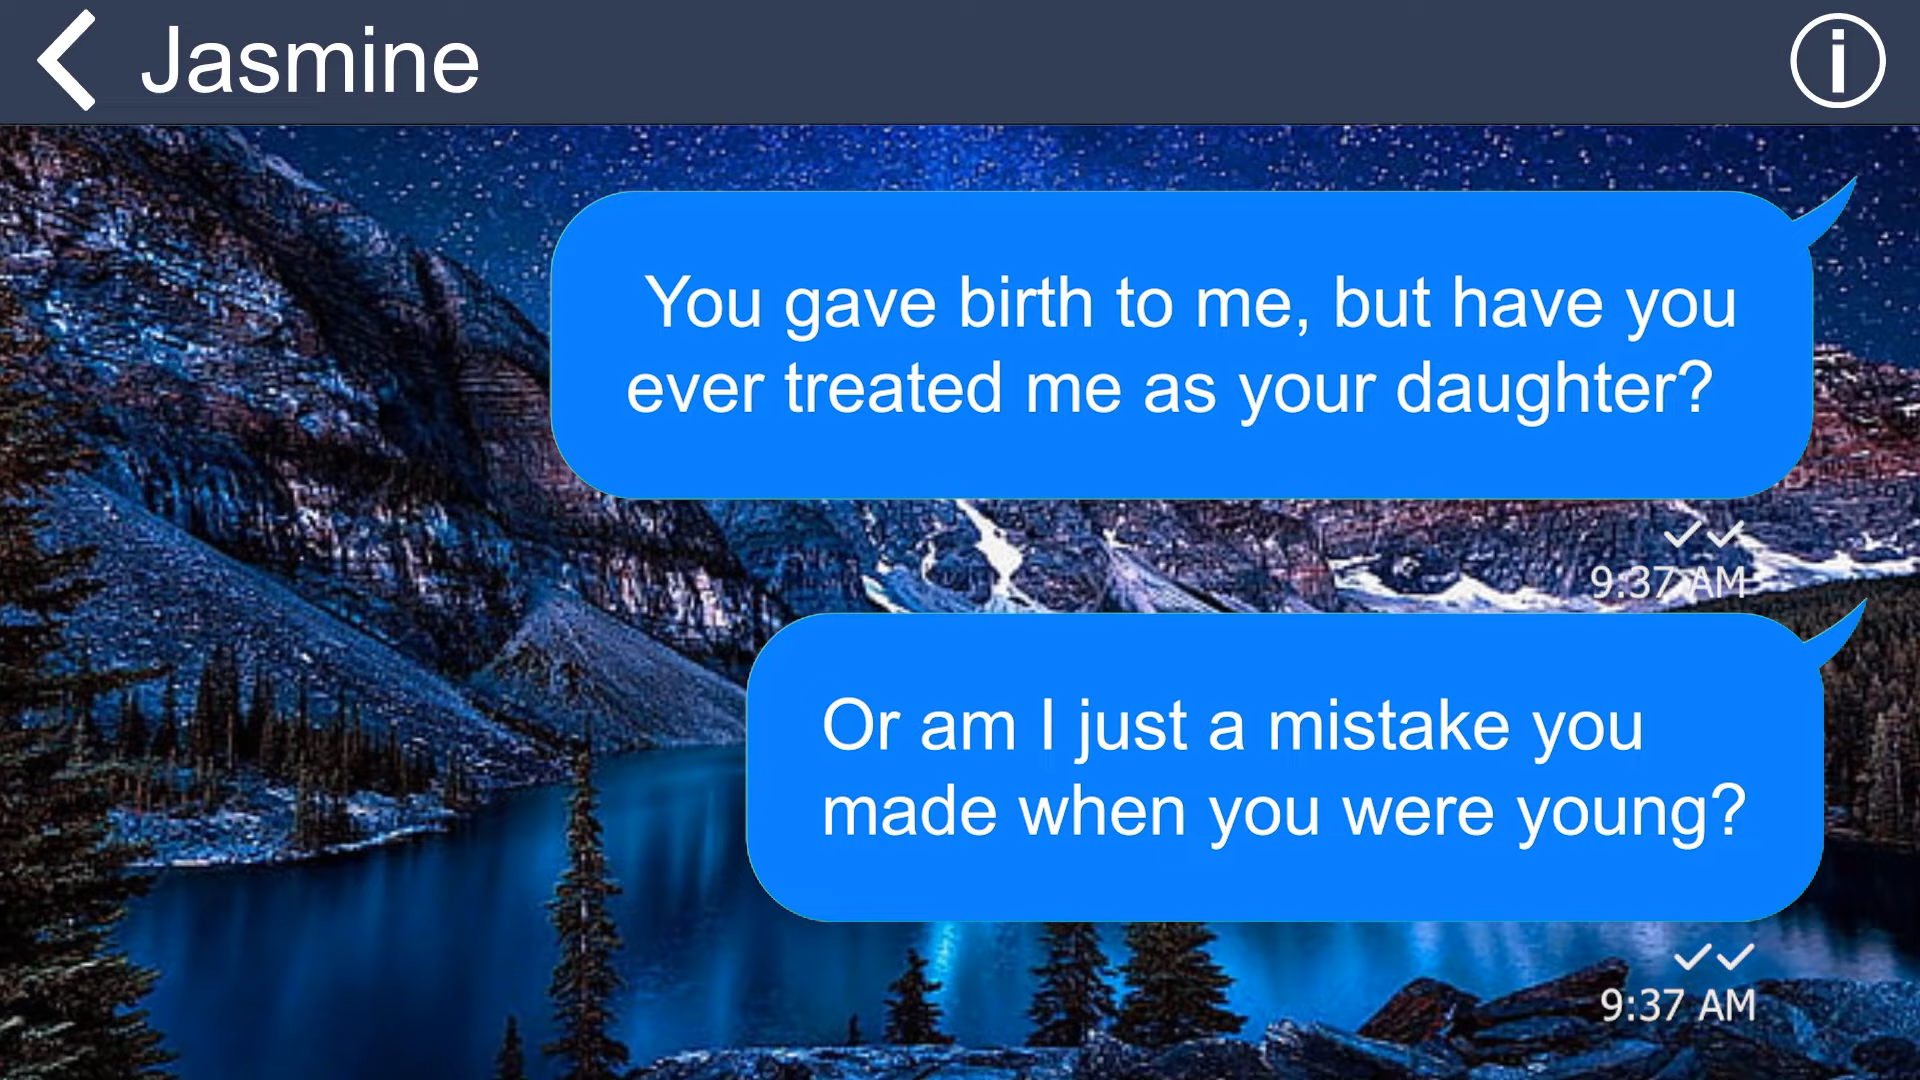 Jasmine
You gave birth to me, but have you
ever treated me as your daughter?
9:37 AM
Or am I just a mistake you
made when you were young?
9:37 AM